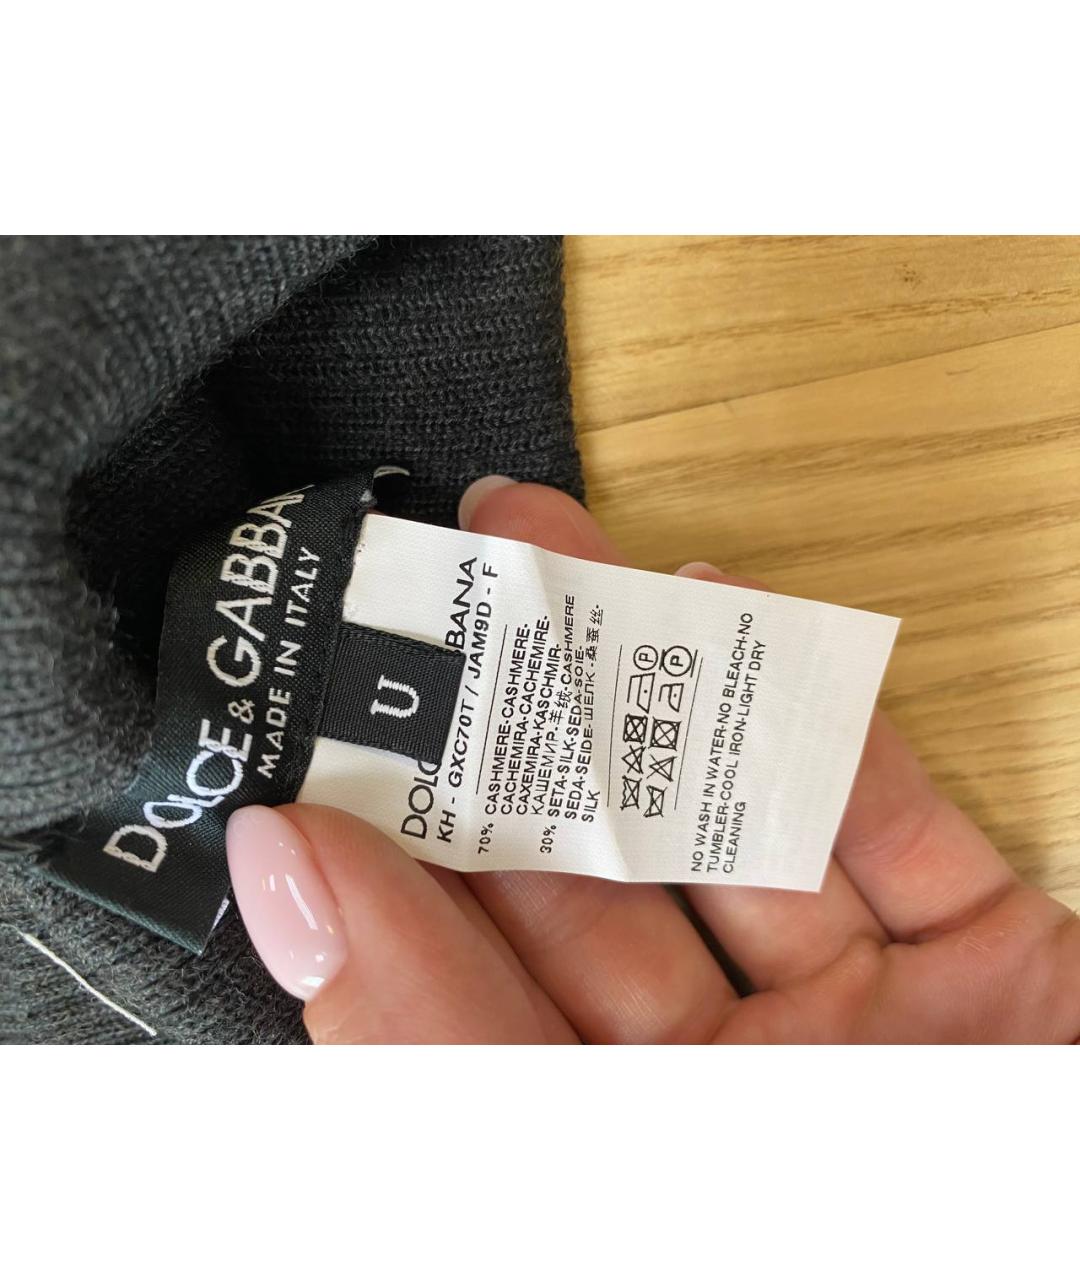 DOLCE & GABBA
MADE IN ITALY
U
DOLC BANA
KH - GXC70T / JAM9D - F
70% CASHMERE-CASHMERE-
CACHEMIRA-CACHEMIRE-
CAXEMIRA-KASCHMIR-
КАШЕМИР-羊绒-CASHMERE
30% SETA-SILK-SEDA-SOIE-
SEDA-SEIDE-ШЕЛК-桑蚕丝-
SILK
P P
NO WASH IN WATER-NO BLEACH-NO
TUMBLER-COOL IRON-LIGHT DRY
CLEANING